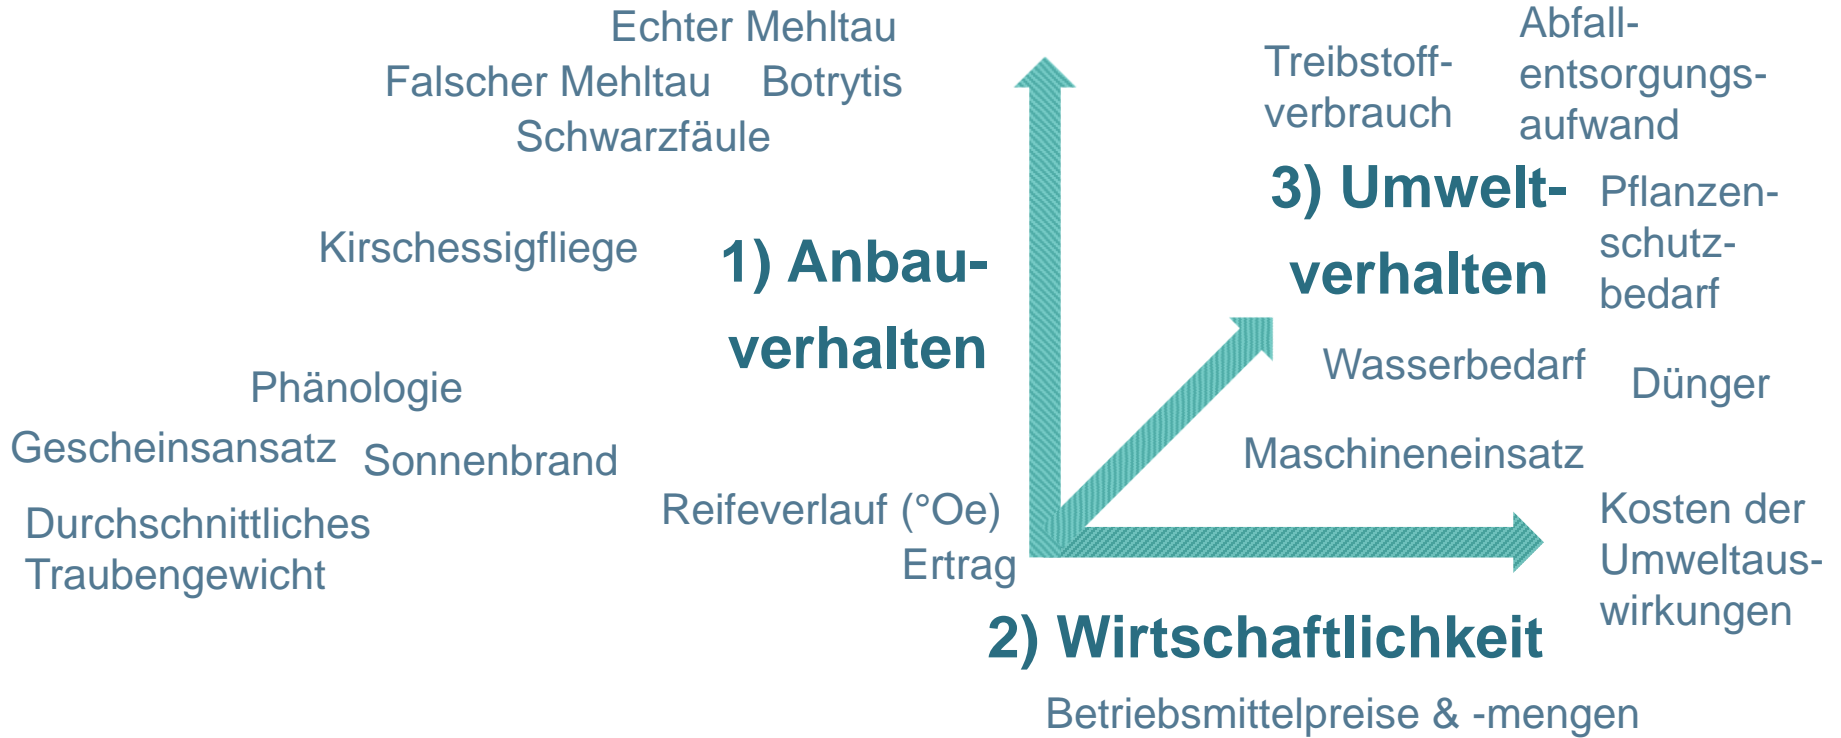 Echter Mehltau
Falscher Mehltau
Botrytis
Schwarzfäule
Kirschessigfliege
1) Anbau-
verhalten
Phänologie
Gescheinsansatz
Sonnenbrand
Durchschnittliches
Traubengewicht
Reifeverlauf (°Oe)
Ertrag
Treibstoff-
verbrauch
Abfall-
entsorgungs-
aufwand
3) Umwelt-
verhalten
Pflanzen-
schutz-
bedarf
Wasserbedarf
Dünger
Maschineneinsatz
Kosten der
Umweltaus-
wirkungen
2) Wirtschaftlichkeit
Betriebsmittelpreise & -mengen